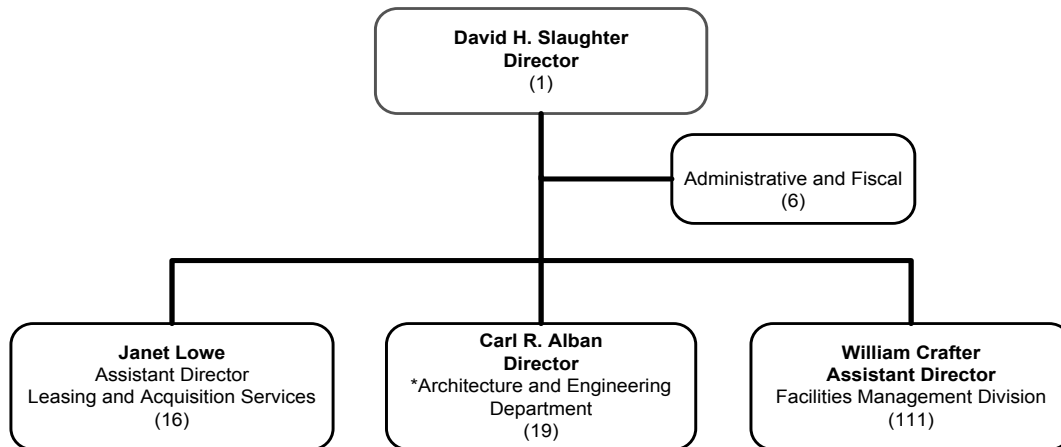 David H. Slaughter
Director
(1)
Administrative and Fiscal
(6)
Janet Lowe
Assistant Director
Leasing and Acquisition Services
(16)
Carl R. Alban
Director
*Architecture and Engineering
Department
(19)
William Crafter
Assistant Director
Facilities Management Division
(111)